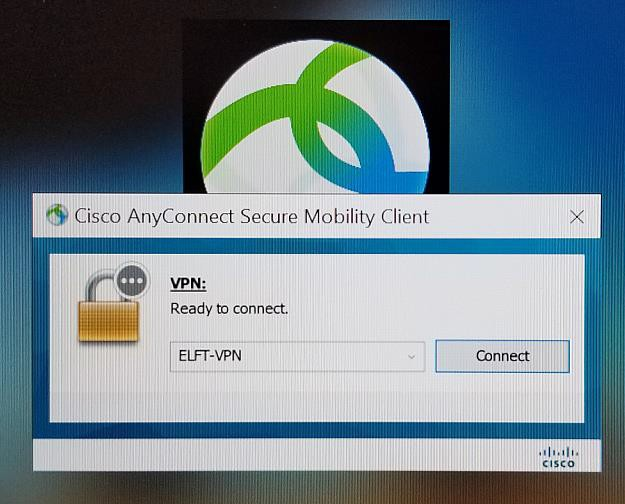 Cisco AnyConnect Secure Mobility Client
VPN:
Ready to connect.
ELFT-VPN
Connect
CISCO